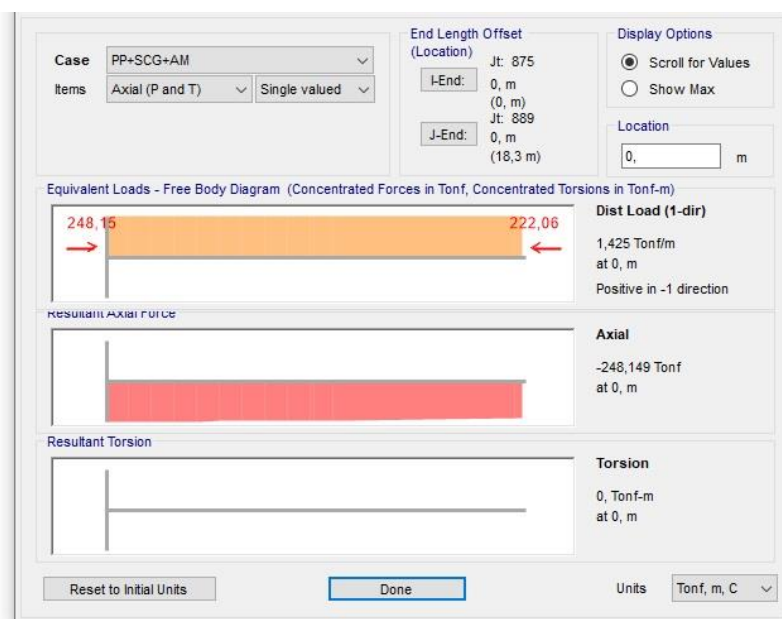 Case PP+SCG+AM
Items Axial (P and T) Single valued
End Length Offset
(Location)
Jt: 875
I-End: 0, m
(0, m)
Jt: 889
J-End: 0, m
(18,3 m)
Display Options
Scroll for Values
Show Max
Location
0, m
Equivalent Loads - Free Body Diagram (Concentrated Forces in Tonf, Concentrated Torsions in Tonf-m)
248,15
222,06
Dist Load (1-dir)
1,425 Tonf/m
at 0, m
Positive in -1 direction
Resultant Axial Force
Axial
-248,149 Tonf
at 0, m
Resultant Torsion
Torsion
0, Tonf-m
at 0, m
Reset to Initial Units
Done
Units Tonf, m, C